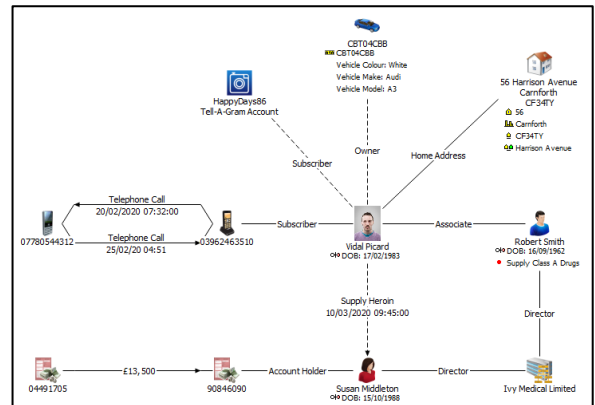 CBT04CBB
CBT04CBB
Vehicle Colour: White
Vehicle Make: Audi
Vehicle Model: A3
56 Harrison Avenue
Carnforth
CF34TY
56
Carnforth
CF34TY
Harrison Avenue
HappyDays86
Tell-A-Gram Account
Owner
Home Address
Subscriber
Telephone Call
20/02/2020 07:32:00
Telephone Call
25/02/20 04:51
07780544312
03962463510
Subscriber
Vidal Picard
DOB: 17/02/1983
Associate
Robert Smith
DOB: 16/09/1962
Supply Class A Drugs
Supply Heroin
10/03/2020 09:45:00
Director
04491705
£13,500
90846090
Account Holder
Susan Middleton
DOB: 15/10/1988
Director
Ivy Medical Limited